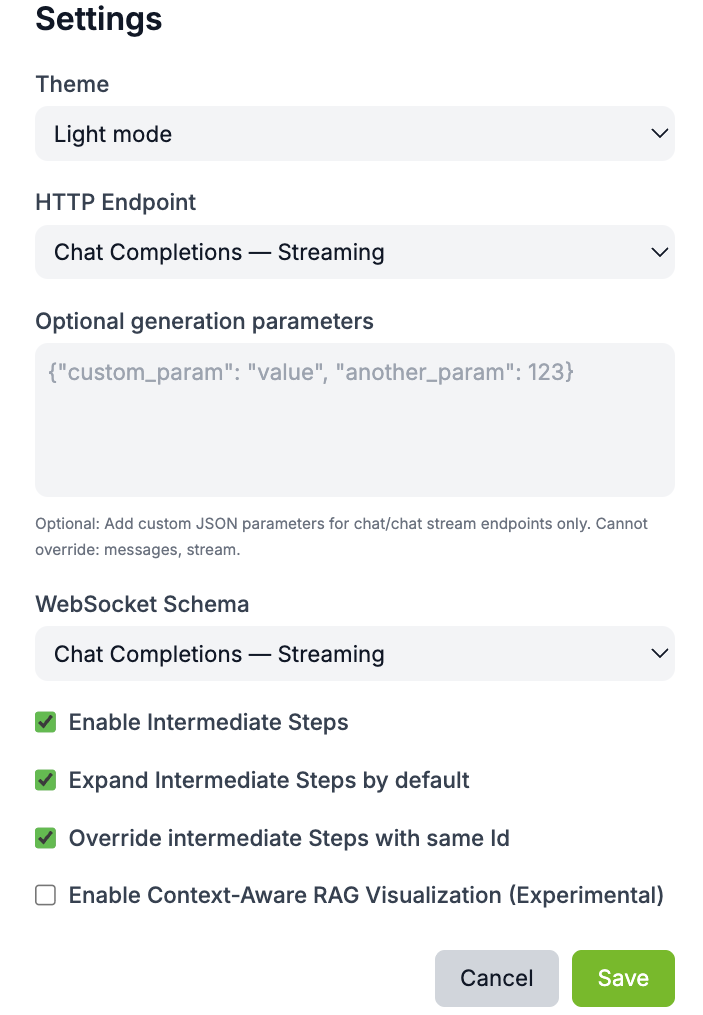 Settings
Theme
Light mode
HTTP Endpoint
Chat Completions — Streaming
Optional generation parameters
{"custom_param": "value", "another_param": 123}
Optional: Add custom JSON parameters for chat/chat stream endpoints only. Cannot
override: messages, stream.
WebSocket Schema
Chat Completions — Streaming
Enable Intermediate Steps
Expand Intermediate Steps by default
Override intermediate Steps with same Id
Enable Context-Aware RAG Visualization (Experimental)
Cancel Save